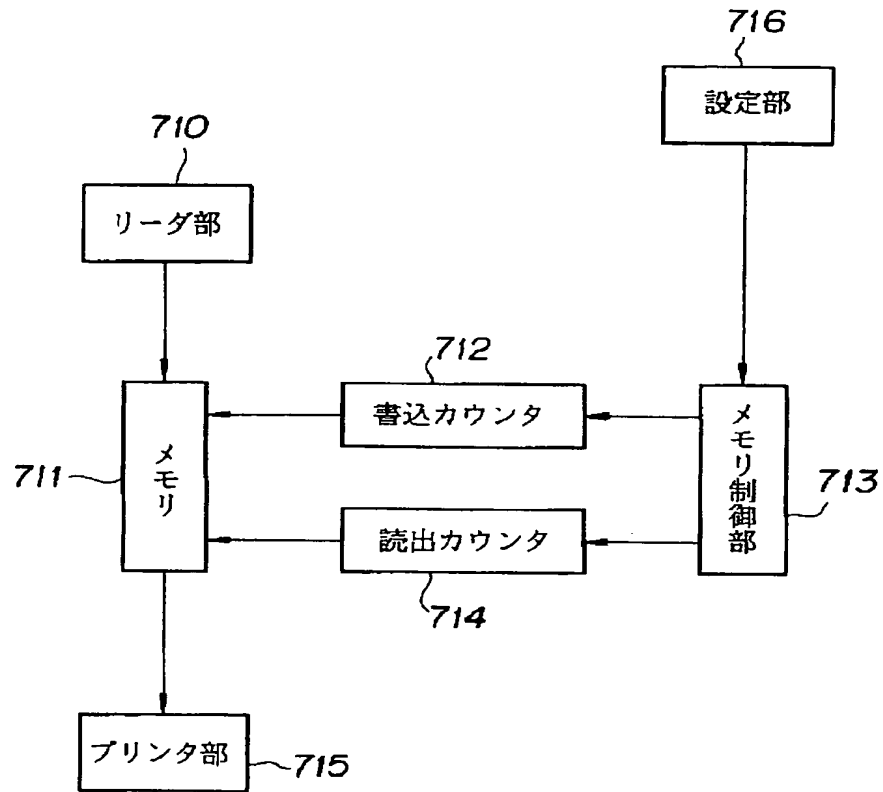 716
設定部
710
リーダ部
712
書込カウンタ
711
メモリ
メモリ制御部
713
読出カウンタ
714
プリンタ部
715